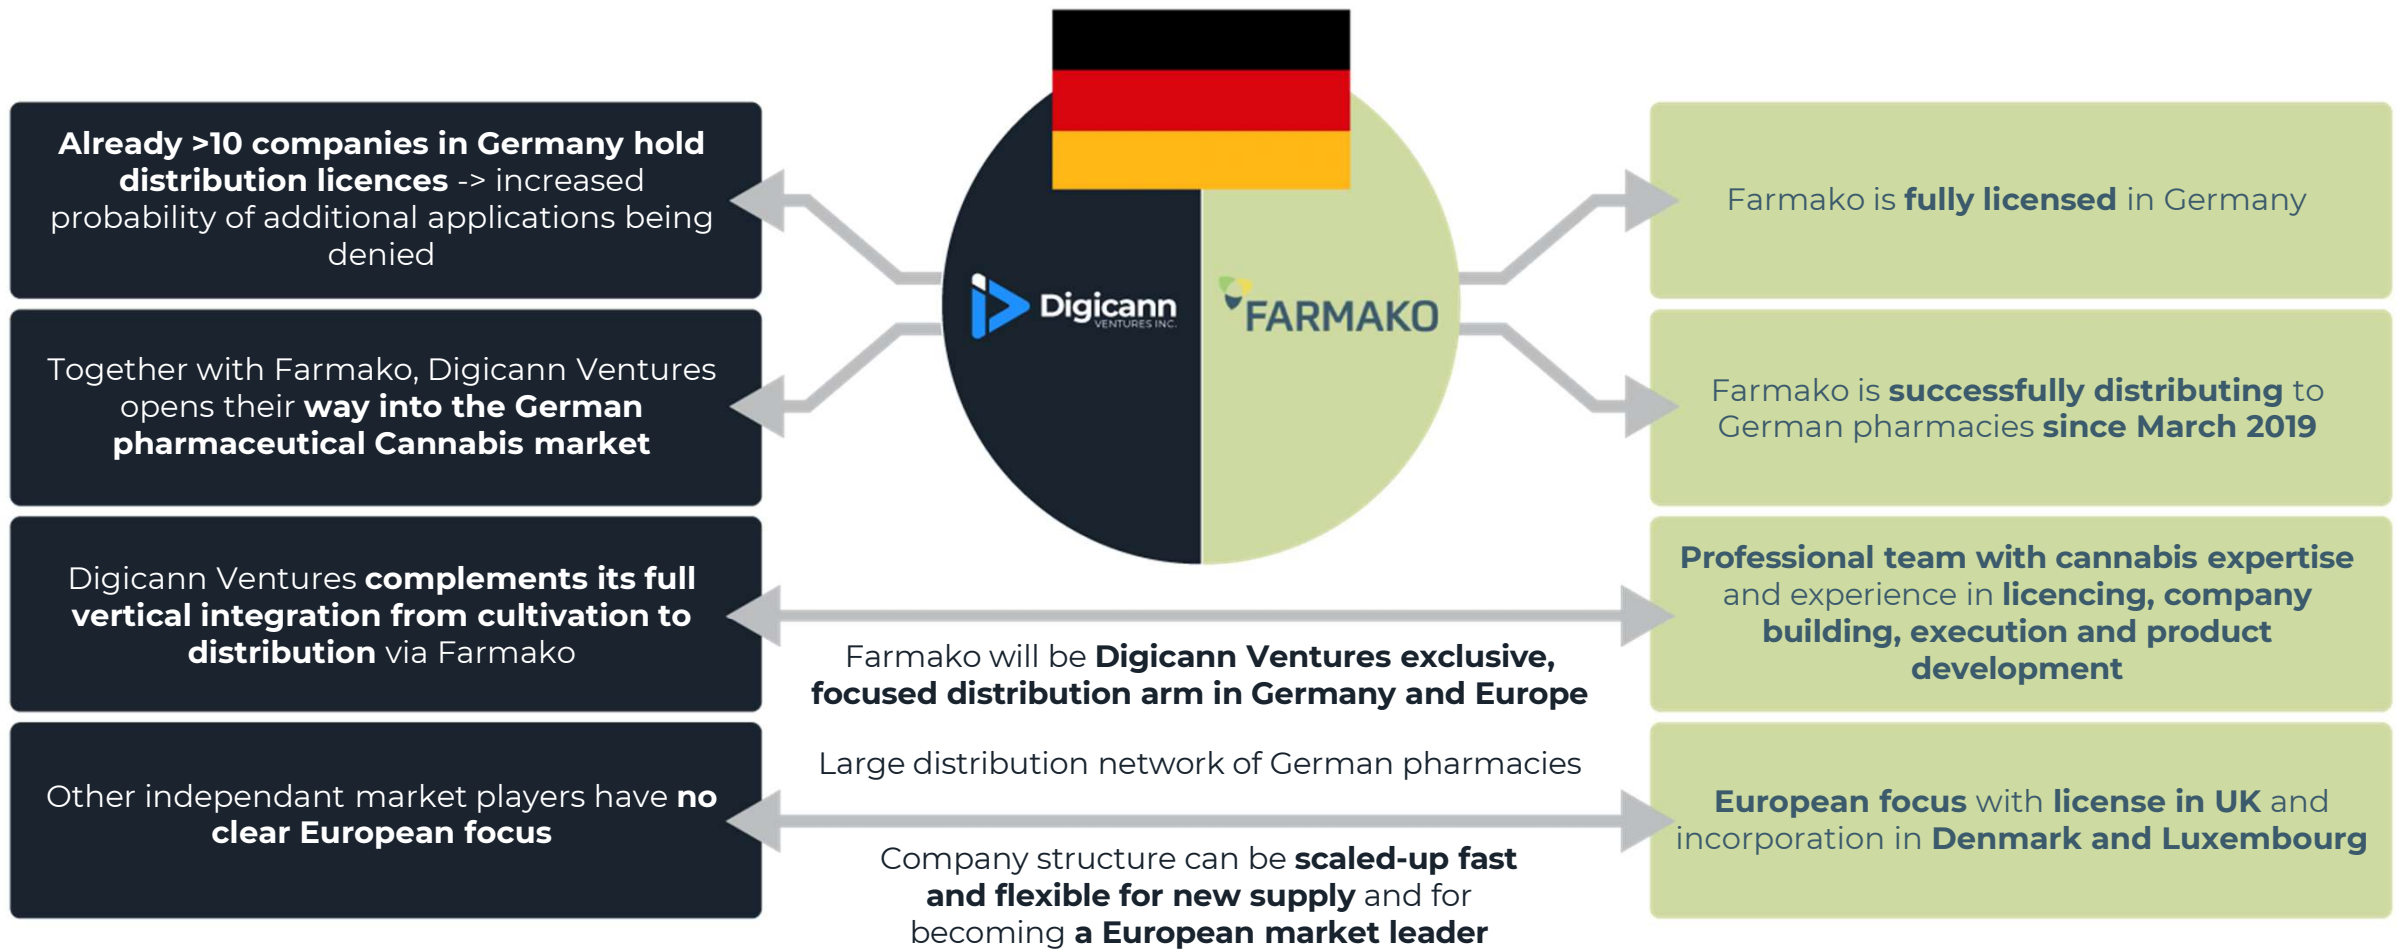 Already >10 companies in Germany hold
distribution licences -> increased
probability of additional applications being
denied
Together with Farmako, Digicann Ventures
opens their way into the German
pharmaceutical Cannabis market
Digicann Ventures complements its full
vertical integration from cultivation to
distribution via Farmako
Other independant market players have no
clear European focus
Digicann
VENTURES INC.
FARMAKO
Farmako will be Digicann Ventures exclusive,
focused distribution arm in Germany and Europe
Large distribution network of German pharmacies
Company structure can be scaled-up fast
and flexible for new supply and for
becoming a European market leader
Farmako is fully licensed in Germany
Farmako is successfully distributing to
German pharmacies since March 2019
Professional team with cannabis expertise
and experience in licencing, company
building, execution and product
development
European focus with license in UK and
incorporation in Denmark and Luxembourg